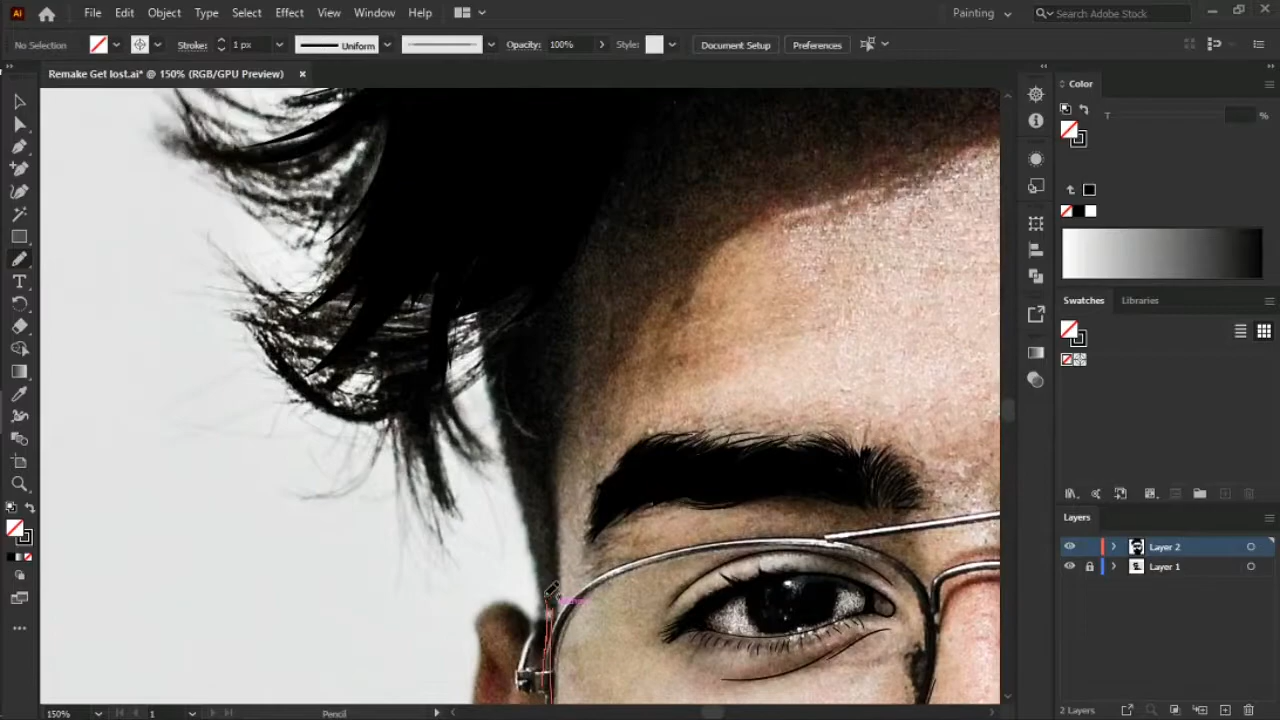 Ai File Edit Object Type Select Effect View Window Help Painting Search Adobe Stock
No Selection Stroke: 1 px Uniform Opacity: 100% Style: Document Setup Preferences
Remake Get lost.ai* @ 150% (RGB/GPU Preview)
Color
T %
Swatches Libraries
Layers
Layer 2
Layer 1
150% 1 Pencil 2 Layers